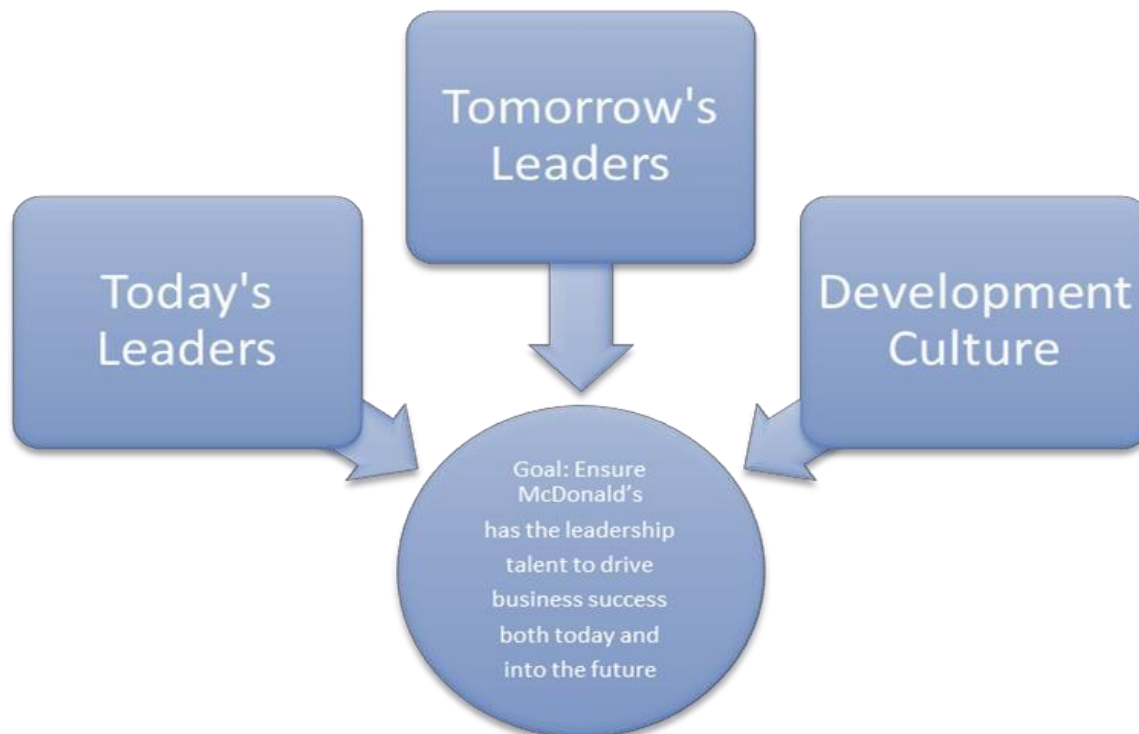 Tomorrow's
Leaders
Today's
Leaders
Development
Culture
Goal: Ensure
McDonald’s
has the leadership
talent to drive
business success
both today and
into the future